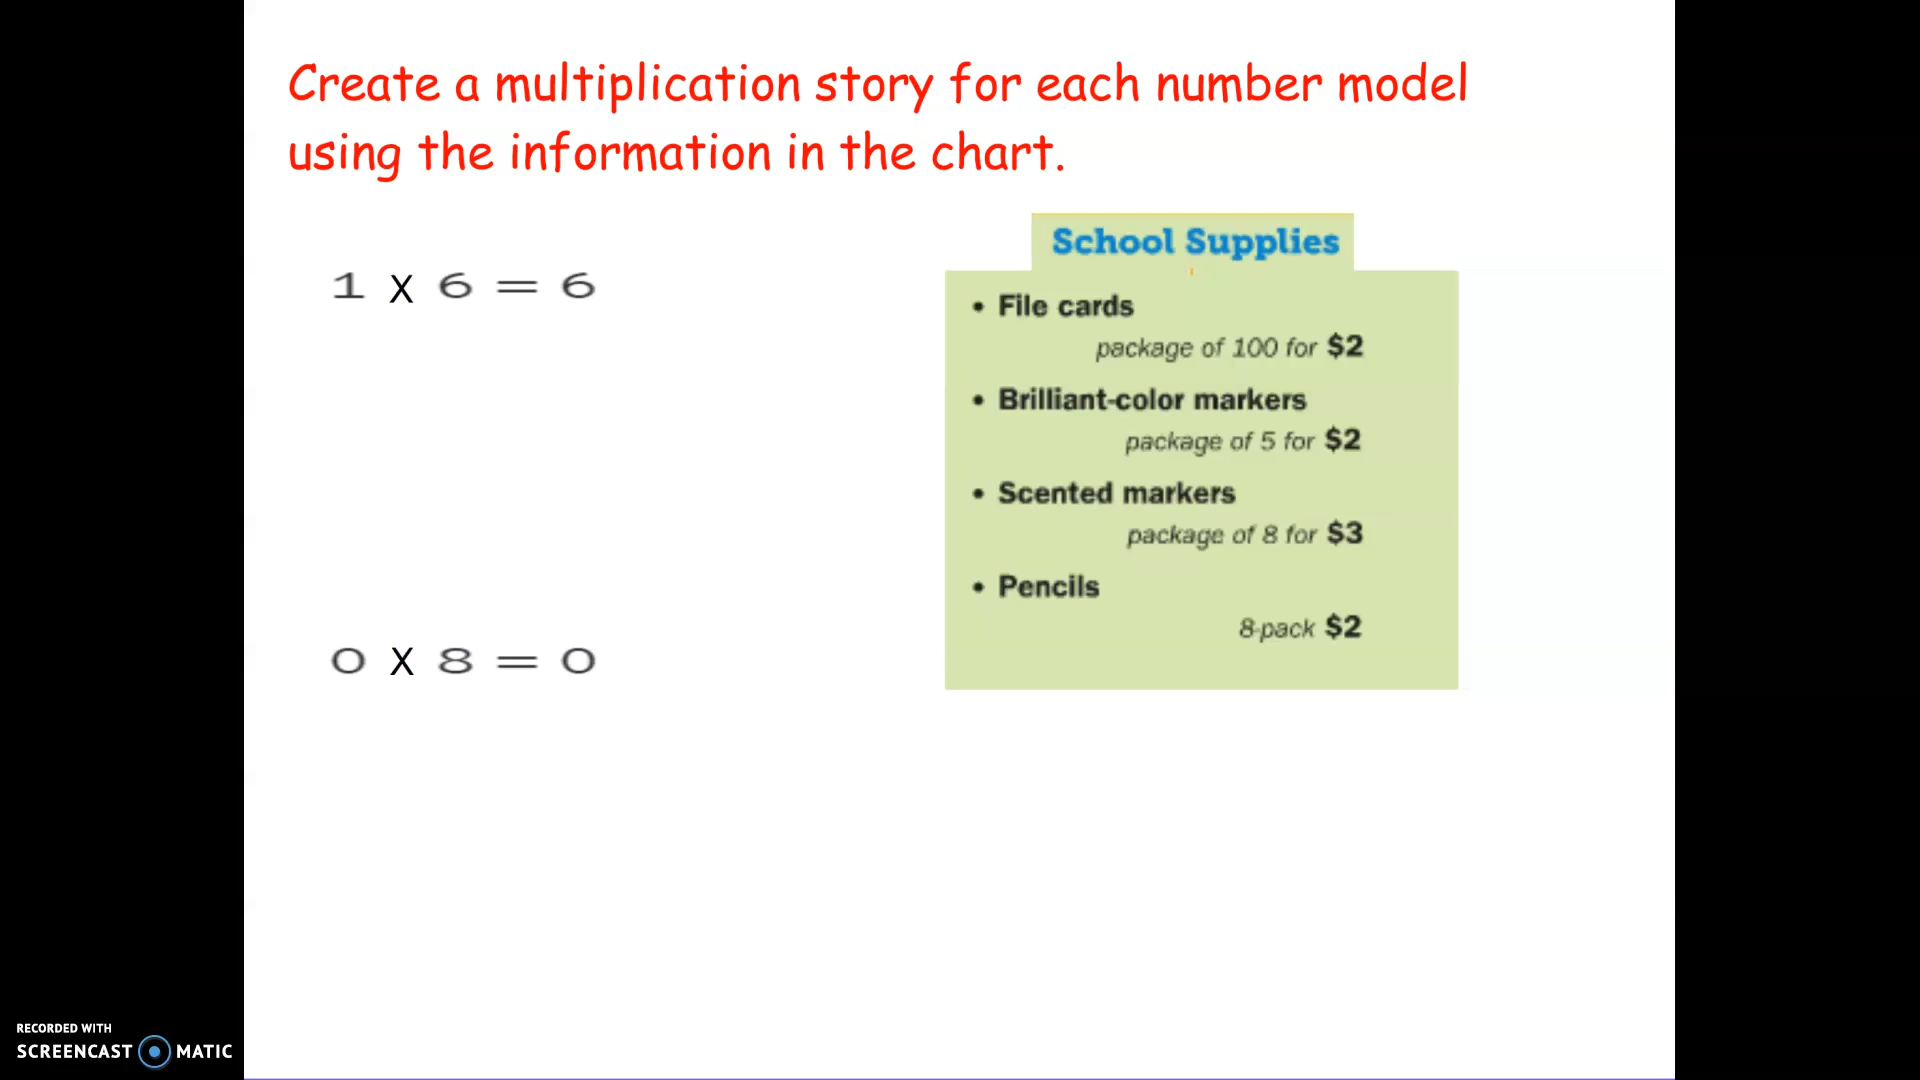 Create a multiplication story for each number model
using the information in the chart.
1 x 6 = 6
0 x 8 = 0
School Supplies
• File cards
package of 100 for $2
• Brilliant-color markers
package of 5 for $2
• Scented markers
package of 8 for $3
• Pencils
8-pack $2
RECORDED WITH
SCREENCAST MATIC